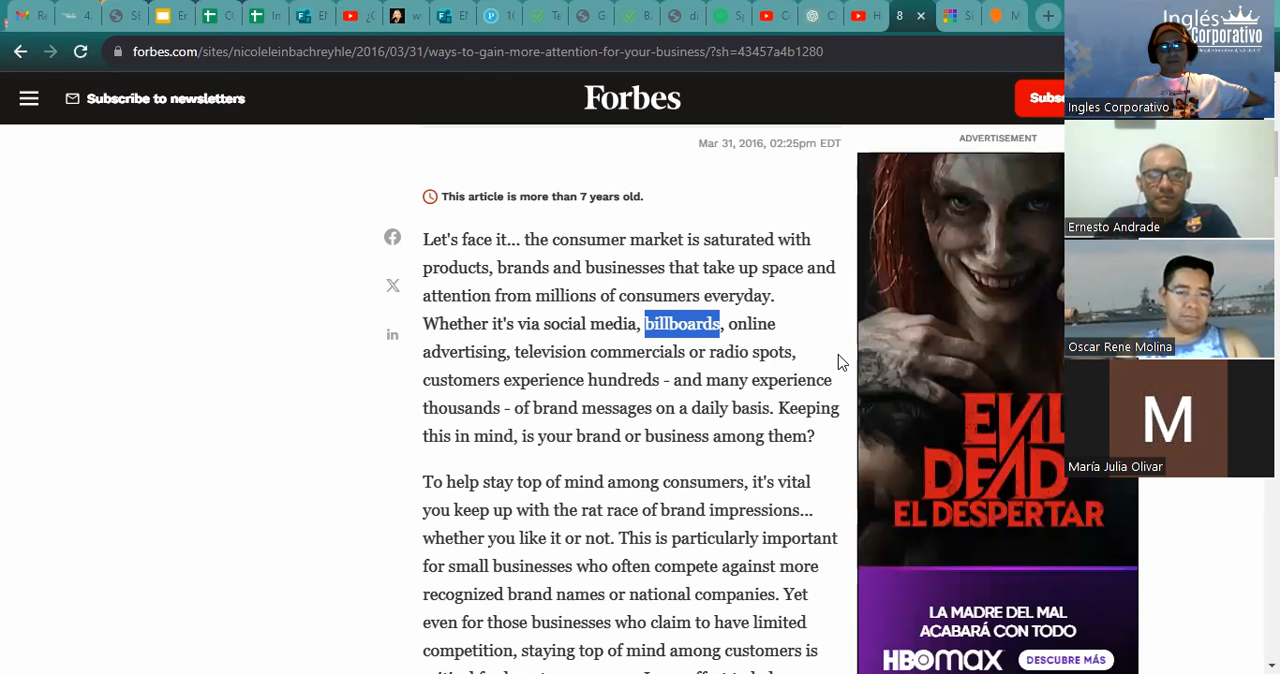 forbes.com/sites/nicoleleinbachreyhle/2016/03/31/ways-to-gain-more-attention-for-your-business/?sh=43457a4b1280
Subscribe to newsletters
Forbes
Mar 31, 2016, 02:25pm EDT
This article is more than 7 years old.
Let's face it... the consumer market is saturated with
products, brands and businesses that take up space and
attention from millions of consumers everyday.
Whether it's via social media, billboards, online
advertising, television commercials or radio spots,
customers experience hundreds - and many experience
thousands - of brand messages on a daily basis. Keeping
this in mind, is your brand or business among them?
To help stay top of mind among consumers, it's vital
you keep up with the rat race of brand impressions...
whether you like it or not. This is particularly important
for small businesses who often compete against more
recognized brand names or national companies. Yet
even for those businesses who claim to have limited
competition, staying top of mind among customers is
ADVERTISEMENT
EVIL
DEAD
EL DESPERTAR
LA MADRE DEL MAL
ACABARÁ CON TODO
HBOMAX
DESCUBRE MÁS
Inglés
Corporativo
Ingles Corporativo
Ernesto Andrade
Oscar Rene Molina
M
María Julia Olivar